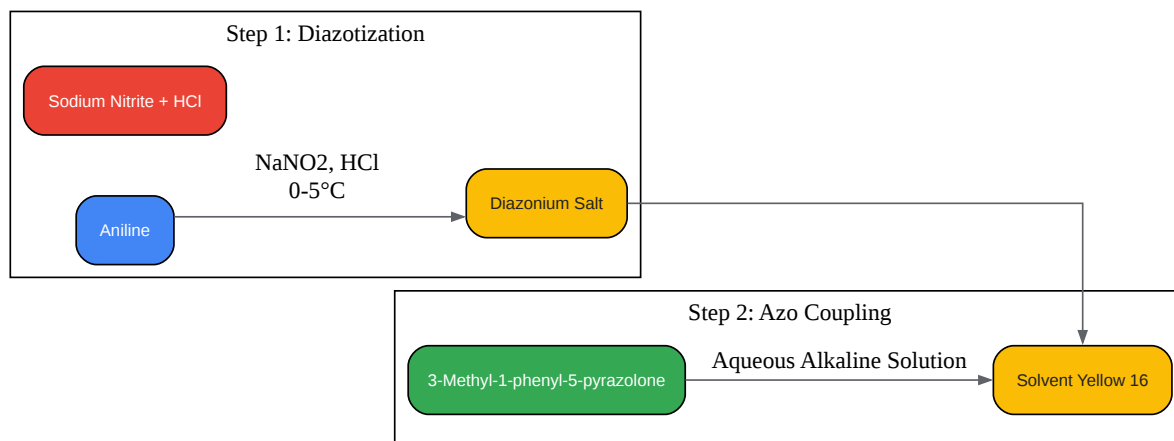 Step 1: Diazotization
Sodium Nitrite + HCl
NaNO2, HCl
0-5°C
Aniline
Diazonium Salt
Step 2: Azo Coupling
3-Methyl-1-phenyl-5-pyrazolone
Aqueous Alkaline Solution
Solvent Yellow 16